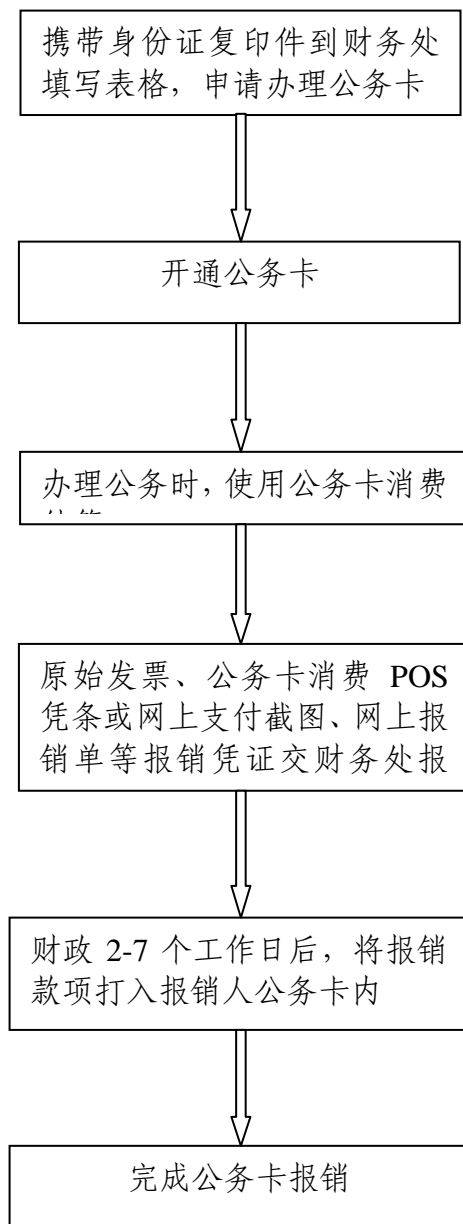 携带身份证复印件到财务处
填写表格，申请办理公务卡
开通公务卡
办理公务时，使用公务卡消费
原始发票、公务卡消费 POS
凭条或网上支付截图、网上报
销单等报销凭证交财务处报
财政 2-7 个工作日后，将报销
款项打入报销人公务卡内
完成公务卡报销